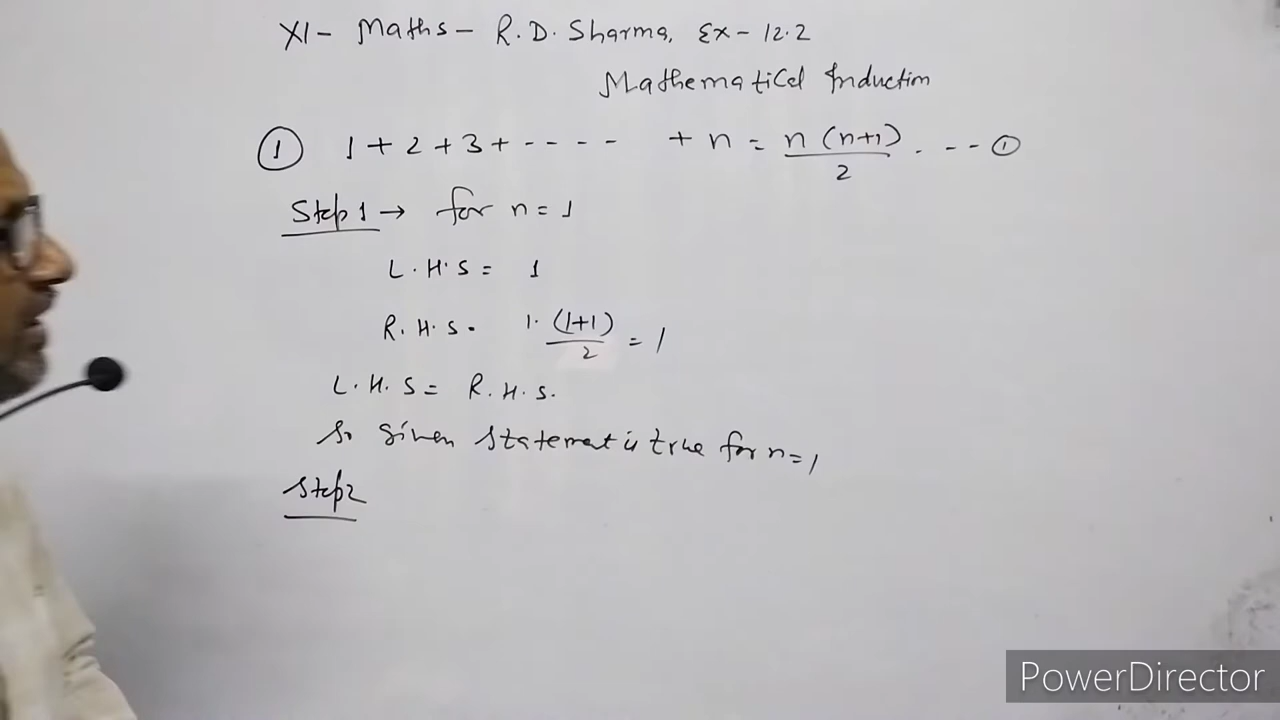 XI - Maths - R.D. Sharma, Ex - 12.2
Mathematical Induction
① 1 + 2 + 3 + - - - - + n = n (n+1) / 2 . - - ①
Step 1 → for n = 1
L.H.S = 1
R.H.S. 1. (1+1) / 2 = 1
L.H.S = R.H.S.
So given statement is true for n = 1
Step 2
PowerDirector